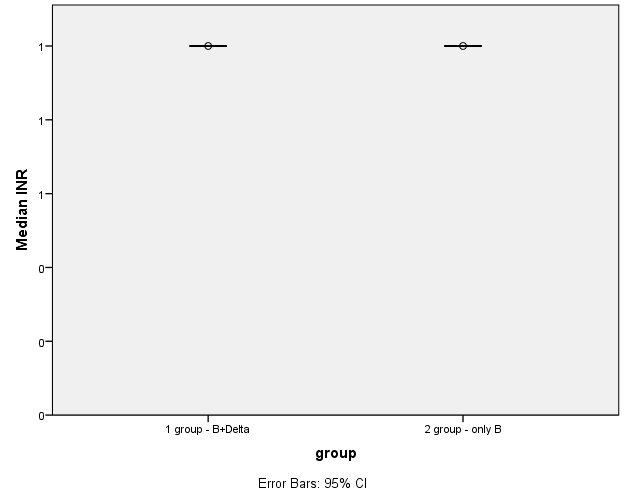 1
1
1
0
0
0
Median INR
1 group - B+Delta
2 group - only B
group
Error Bars: 95% CI